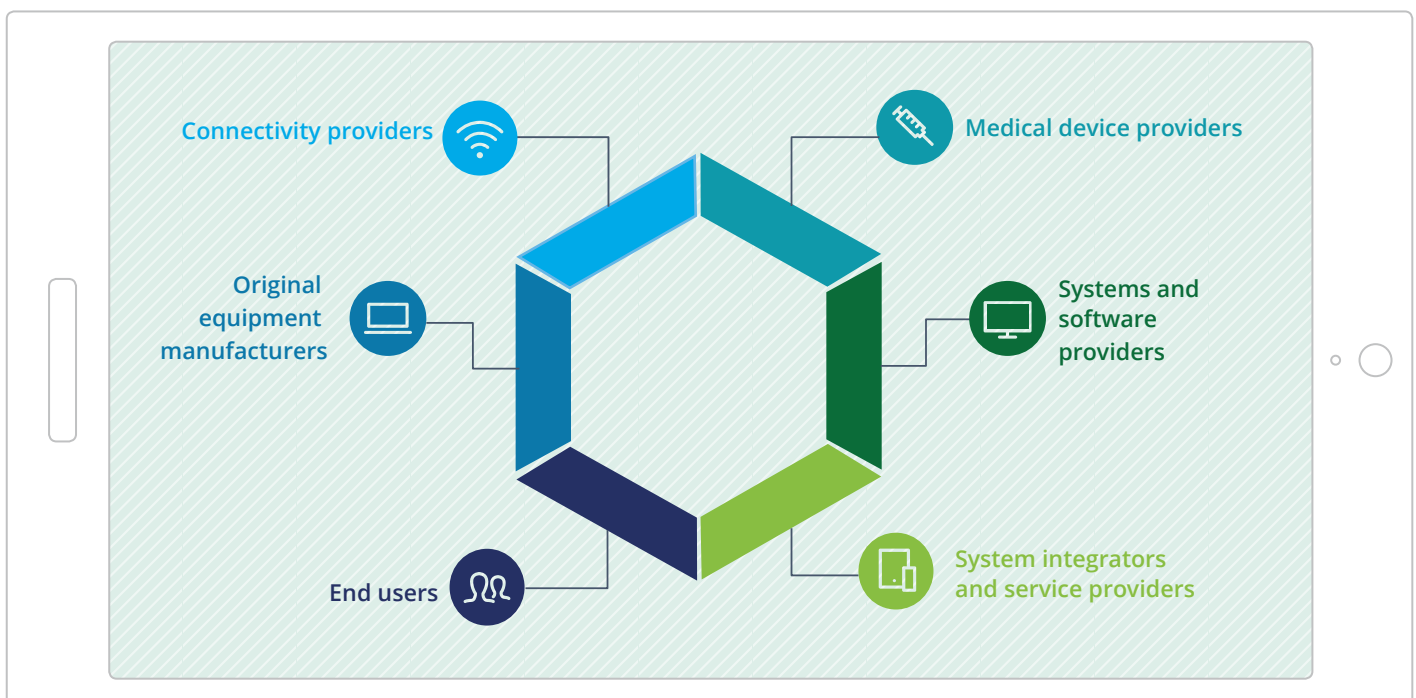 Connectivity providers
Medical device providers
Original
equipment
manufacturers
Systems and
software
providers
End users
System integrators
and service providers